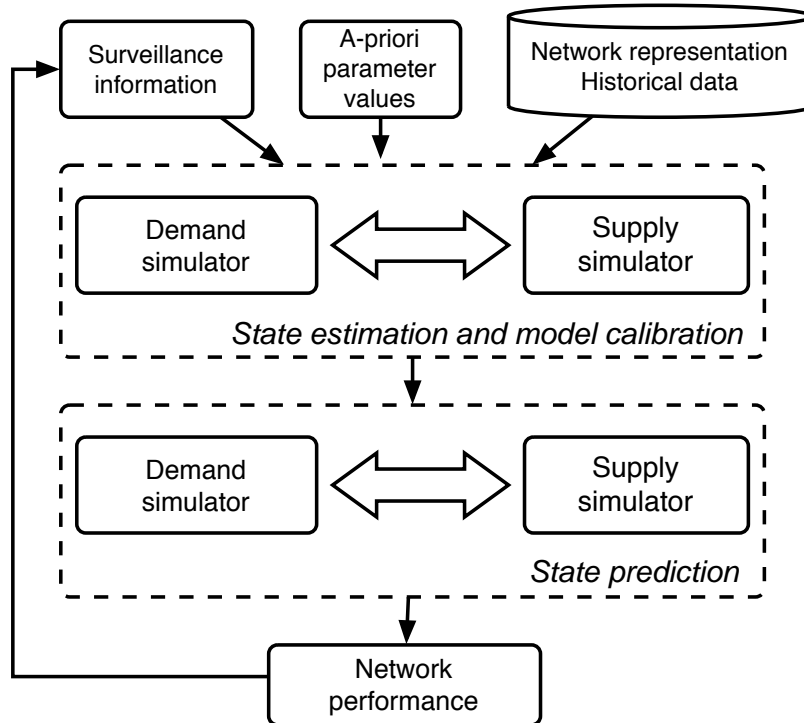 Surveillance
information
A-priori
parameter
values
Network representation
Historical data
Demand
simulator
Supply
simulator
State estimation and model calibration
Demand
simulator
Supply
simulator
State prediction
Network
performance